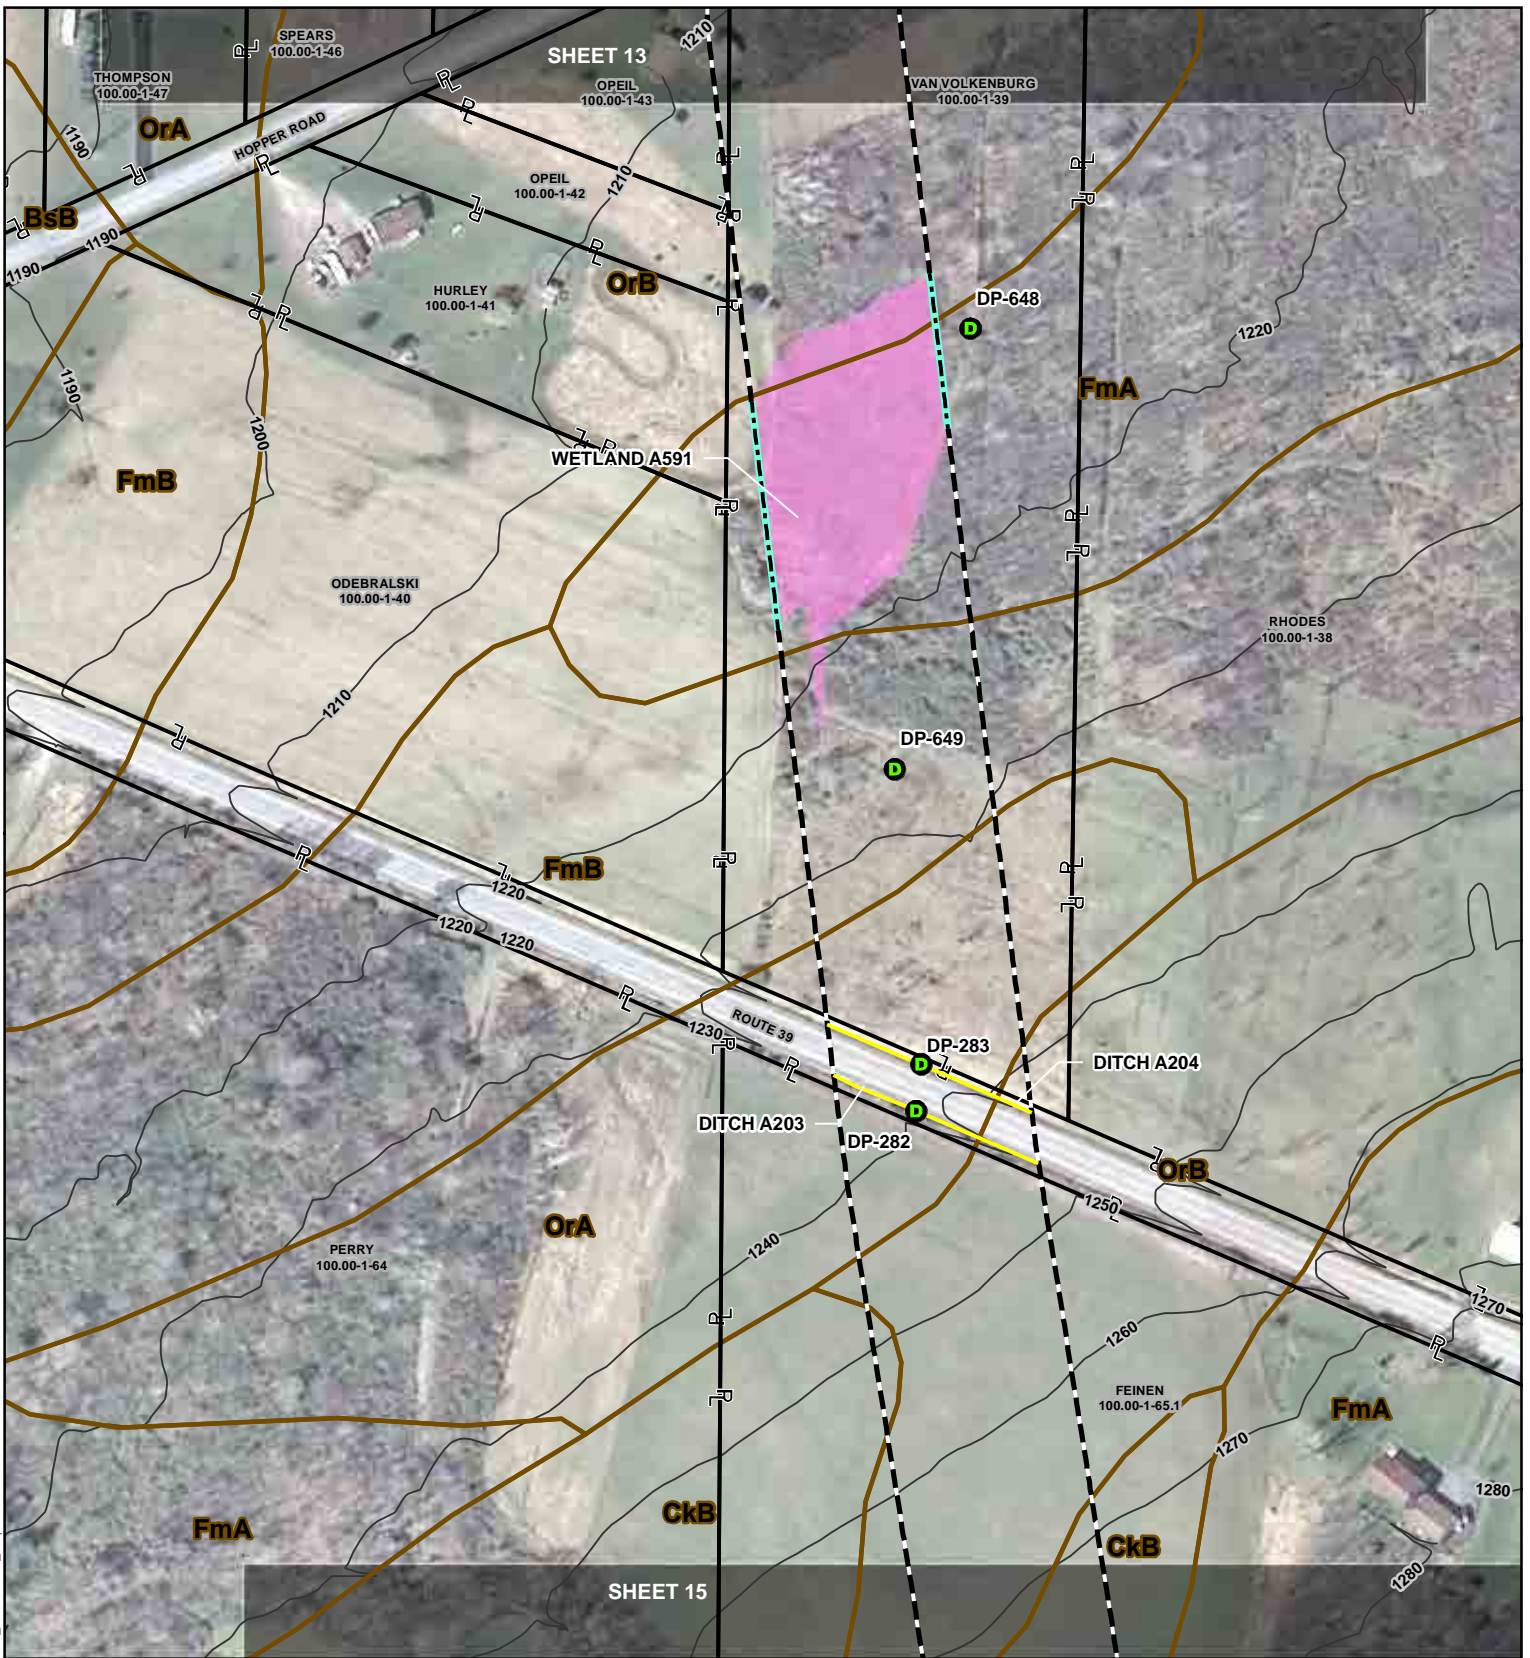 SHEET 13
1210
SPEARS
100.00-1-46
THOMPSON
100.00-1-47
OPEIL
100.00-1-43
VAN VOLKENBURG
100.00-1-39
OrA
1190
HOPPER ROAD
OPEIL
100.00-1-42
1210
BsB
1190
1190
OrB
HURLEY
100.00-1-41
DP-648
D
1220
1190
FmA
1200
WETLAND A591
FmB
ODEBRALSKI
100.00-1-40
RHODES
100.00-1-38
1210
DP-649
D
FmB
1220
1220
1220
ROUTE 39
1230
DP-283
D
DITCH A204
D
DITCH A203
DP-282
OrB
1250
OrA
1240
PERRY
100.00-1-64
1270
1260
FEINEN
100.00-1-65.1
FmA
1270
1280
CkB
FmA
CkB
1280
SHEET 15